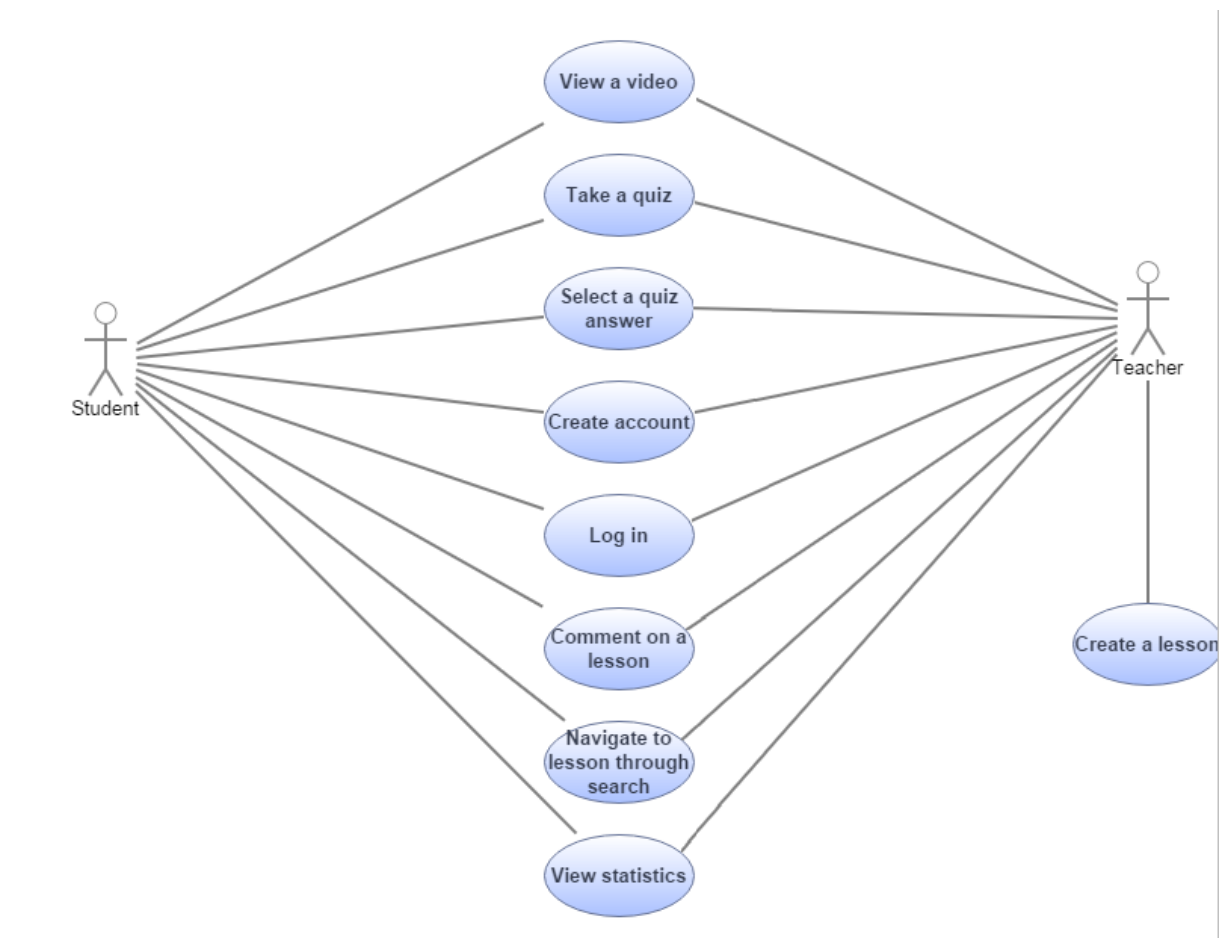 View a video
Take a quiz
Select a quiz
answer
Student
Teacher
Create account
Log in
Comment on a
lesson
Create a lesson
Navigate to
lesson through
search
View statistics